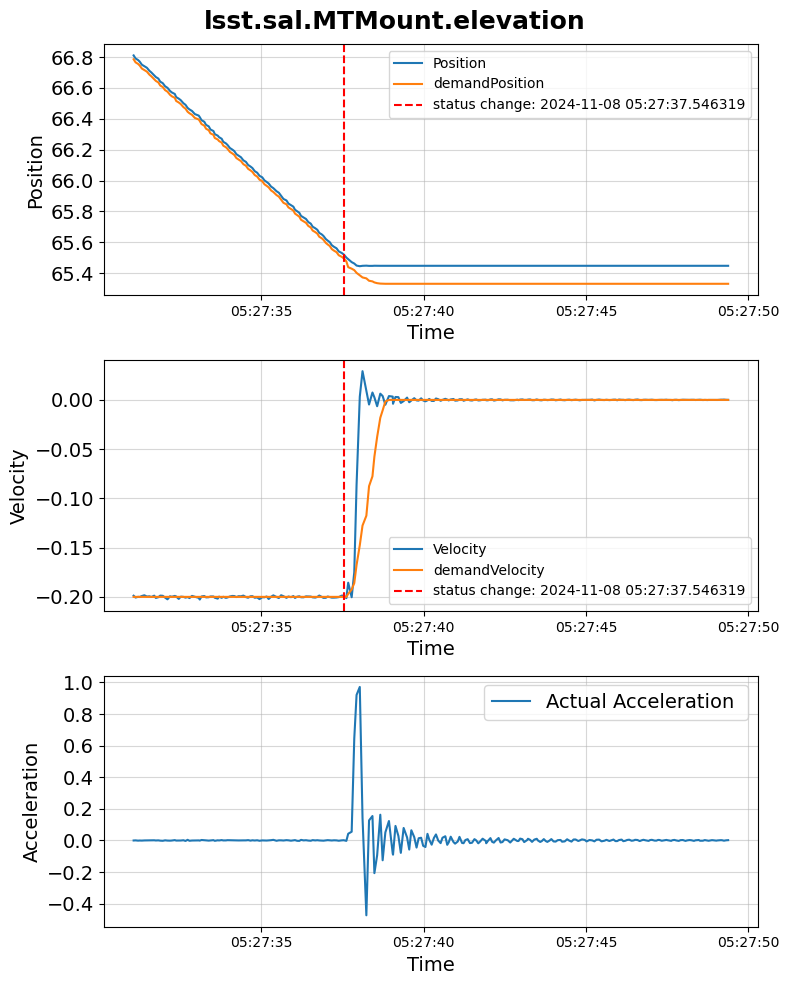 lsst.sal.MTMount.elevation
Position
66.8
66.6
66.4
66.2
66.0
65.8
65.6
65.4
Position
demandPosition
status change: 2024-11-08 05:27:37.546319
05:27:35
05:27:40
05:27:45
05:27:50
Time
Velocity
0.00
−0.05
−0.10
−0.15
−0.20
Velocity
demandVelocity
status change: 2024-11-08 05:27:37.546319
05:27:35
05:27:40
05:27:45
05:27:50
Time
Acceleration
1.0
0.8
0.6
0.4
0.2
0.0
−0.2
−0.4
Actual Acceleration
05:27:35
05:27:40
05:27:45
05:27:50
Time